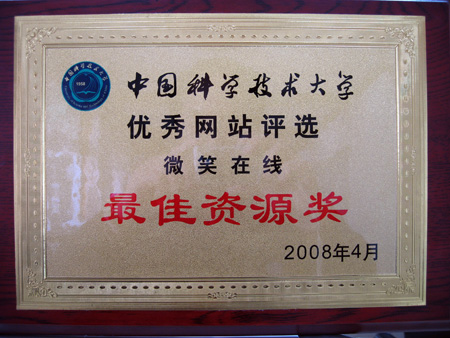 中国科学技术大学
优秀网站评选
微笑在线
最佳资源奖
2008年4月